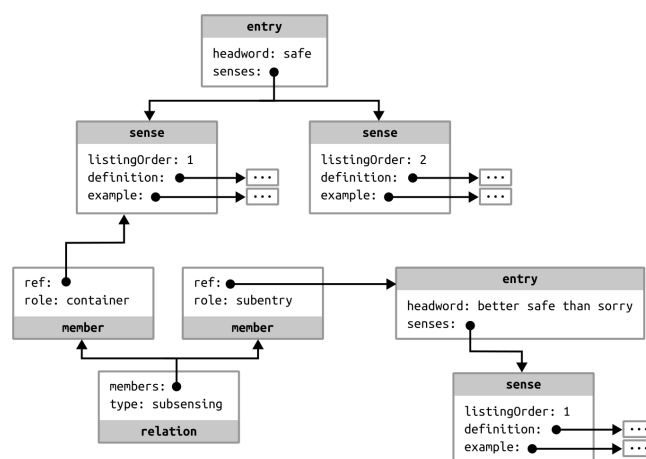 entry
headword: safe
senses:
sense
listingOrder: 1
definition:
...
example:
...
sense
listingOrder: 2
definition:
...
example:
...
ref:
role: container
member
ref:
role: subentry
member
entry
headword: better safe than sorry
senses:
members:
type: subsensing
relation
sense
listingOrder: 1
definition:
...
example:
...